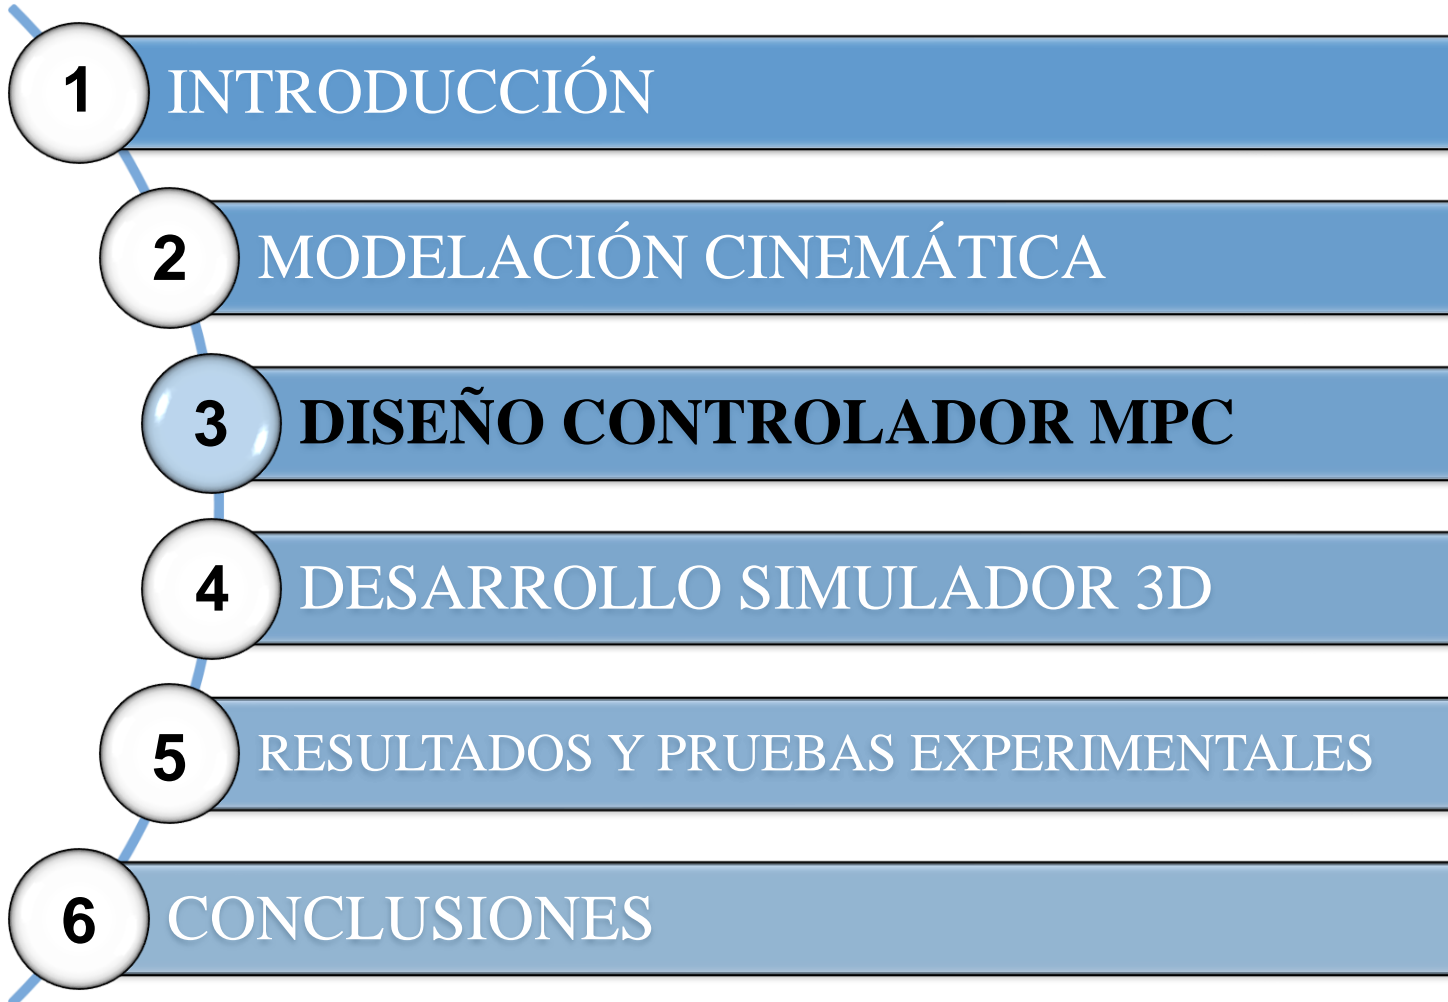 1 INTRODUCCIÓN
2 MODELACIÓN CINEMÁTICA
3 DISEÑO CONTROLADOR MPC
4 DESARROLLO SIMULADOR 3D
5 RESULTADOS Y PRUEBAS EXPERIMENTALES
6 CONCLUSIONES